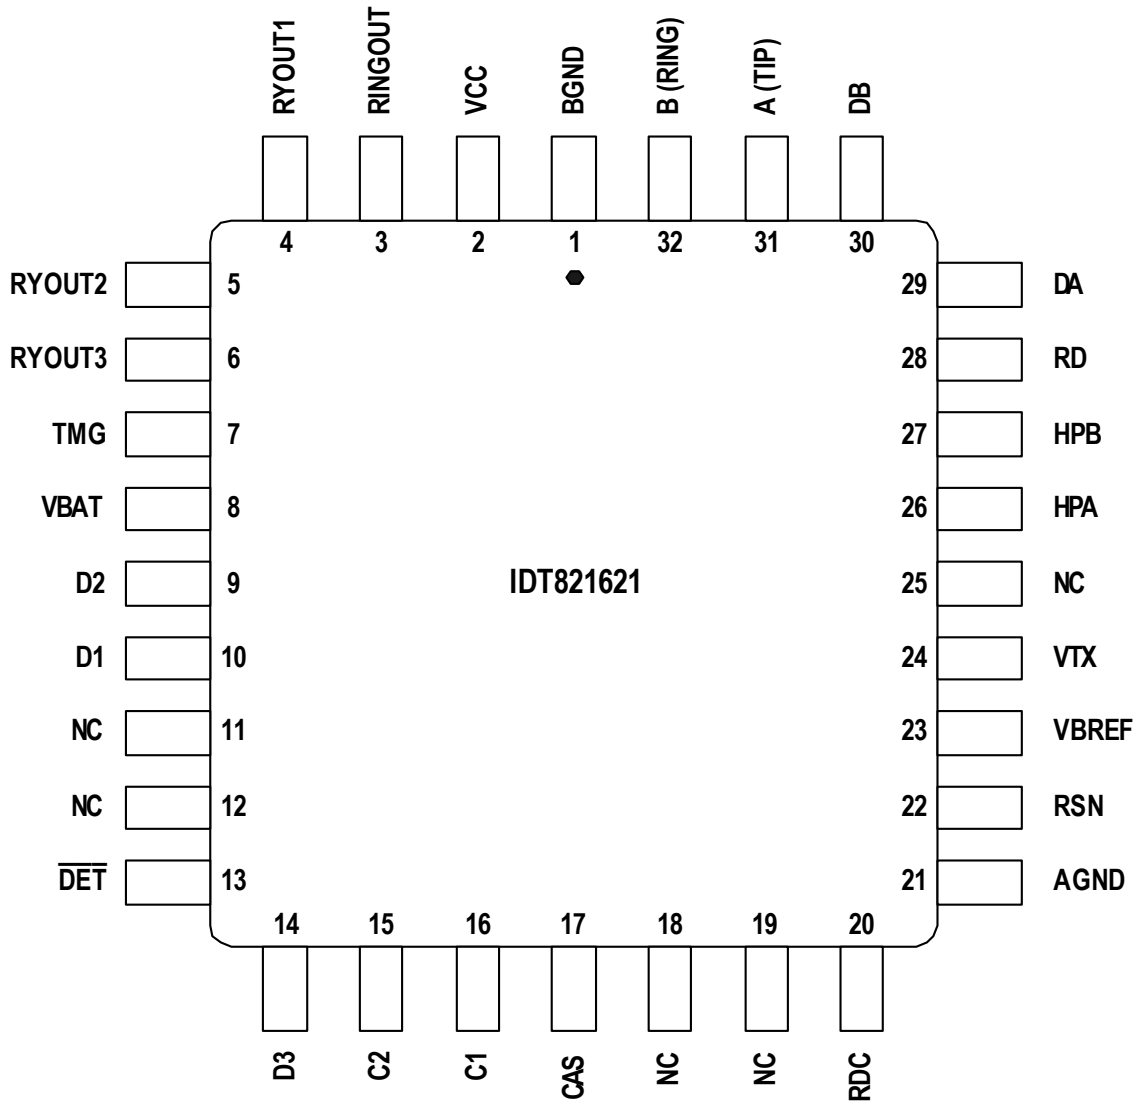 RYOUT1
RINGOUT
VCC
BGND
B (RING)
A (TIP)
DB
4 3 2 1 32 31 30
RYOUT2 5 29 DA
RYOUT3 6 28 RD
TMG 7 27 HPB
VBAT 8 26 HPA
D2 9 IDT821621 25 NC
D1 10 24 VTX
NC 11 23 VBREF
NC 12 22 RSN
DET 13 21 AGND
14 15 16 17 18 19 20
D3
C2
C1
CAS
NC
NC
RDC